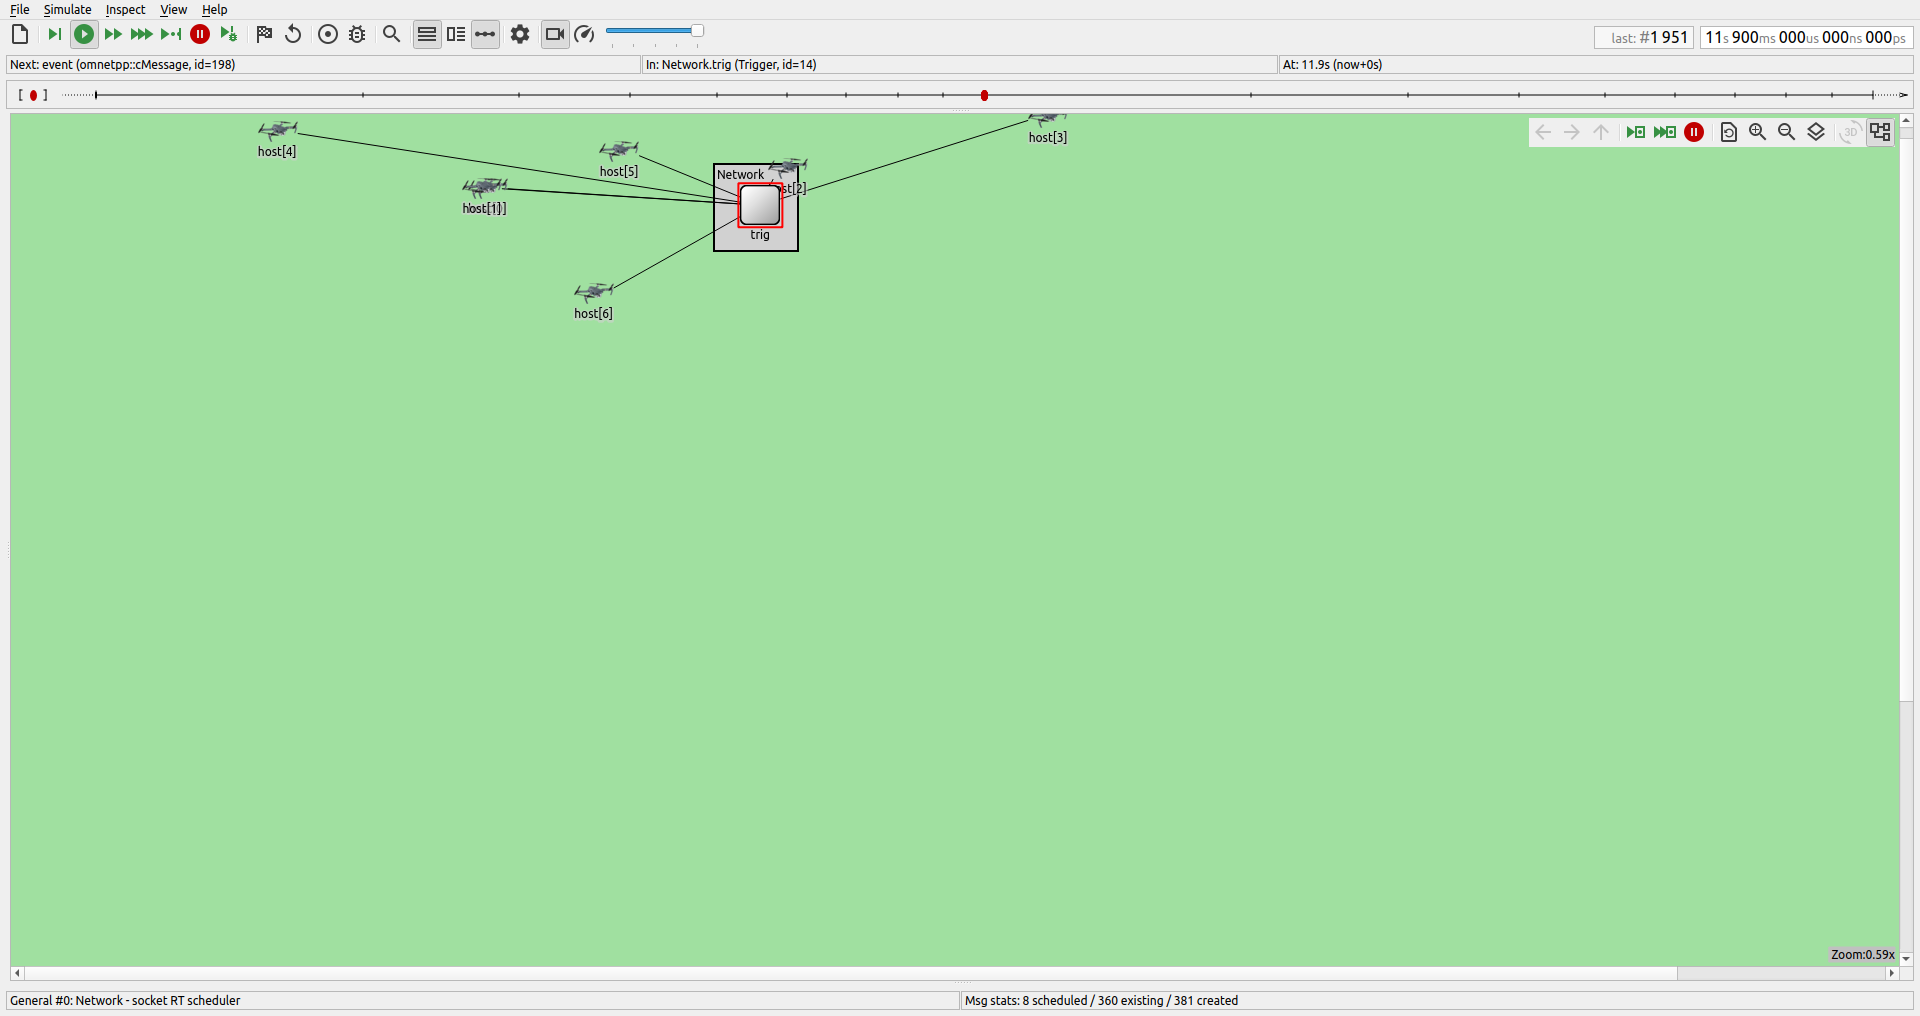 File Simulate Inspect View Help
last: #1 951
11s 900ms 000us 000ns 000ps
Next: event (omnetpp::cMessage, id=198)
In: Network.trig (Trigger, id=14)
At: 11.9s (now+0s)
3D
host[4]
host[5]
host[3]
Network
st[2]
host[1]
trig
host[6]
Zoom:0.59x
General #0: Network - socket RT scheduler
Msg stats: 8 scheduled / 360 existing / 381 created